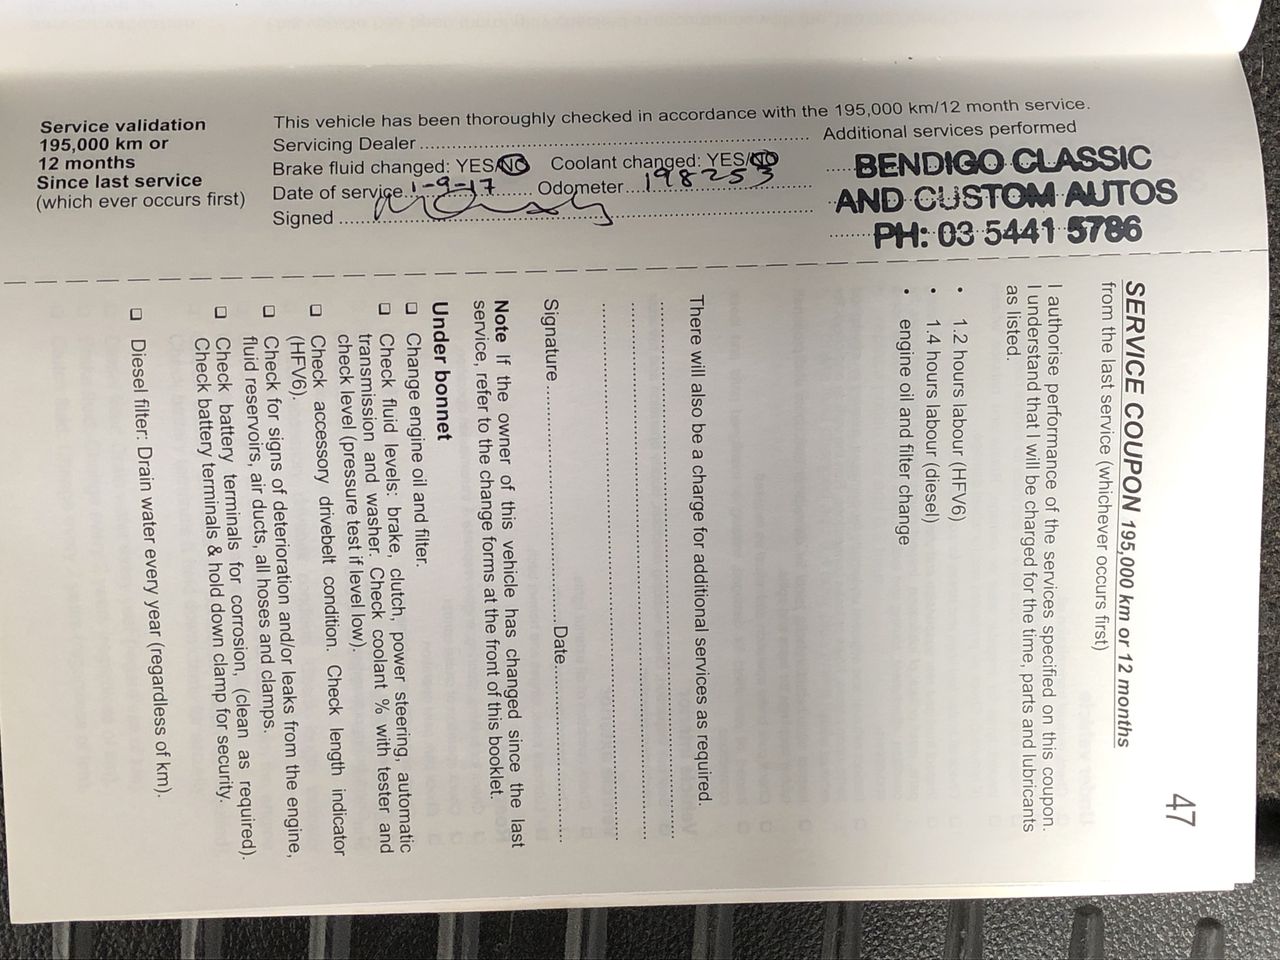 Service validation
195,000 km or
12 months
Since last service
(which ever occurs first)
This vehicle has been thoroughly checked in accordance with the 195,000 km/12 month service.
Servicing Dealer
Additional services performed
Brake fluid changed: YES/NO Coolant changed: YES/NO
Date of service 1-9-17 Odometer 198253
Signed
BENDIGO CLASSIC
AND CUSTOM AUTOS
PH: 03 5441 5786
47
SERVICE COUPON 195,000 km or 12 months
from the last service (whichever occurs first)
I authorise performance of the services specified on this coupon.
I understand that I will be charged for the time, parts and lubricants
as listed.
• 1.2 hours labour (HFV6)
• 1.4 hours labour (diesel)
• engine oil and filter change
There will also be a charge for additional services as required.
Signature Date
Note If the owner of this vehicle has changed since the last
service, refer to the change forms at the front of this booklet.
Under bonnet
❑ Change engine oil and filter.
❑ Check fluid levels: brake, clutch, power steering, automatic
transmission and washer. Check coolant % with tester and
check level (pressure test if level low).
❑ Check accessory drivebelt condition. Check length indicator
(HFV6).
❑ Check for signs of deterioration and/or leaks from the engine,
fluid reservoirs, air ducts, all hoses and clamps.
❑ Check battery terminals for corrosion, (clean as required).
Check battery terminals & hold down clamp for security.
❑ Diesel filter: Drain water every year (regardless of km).